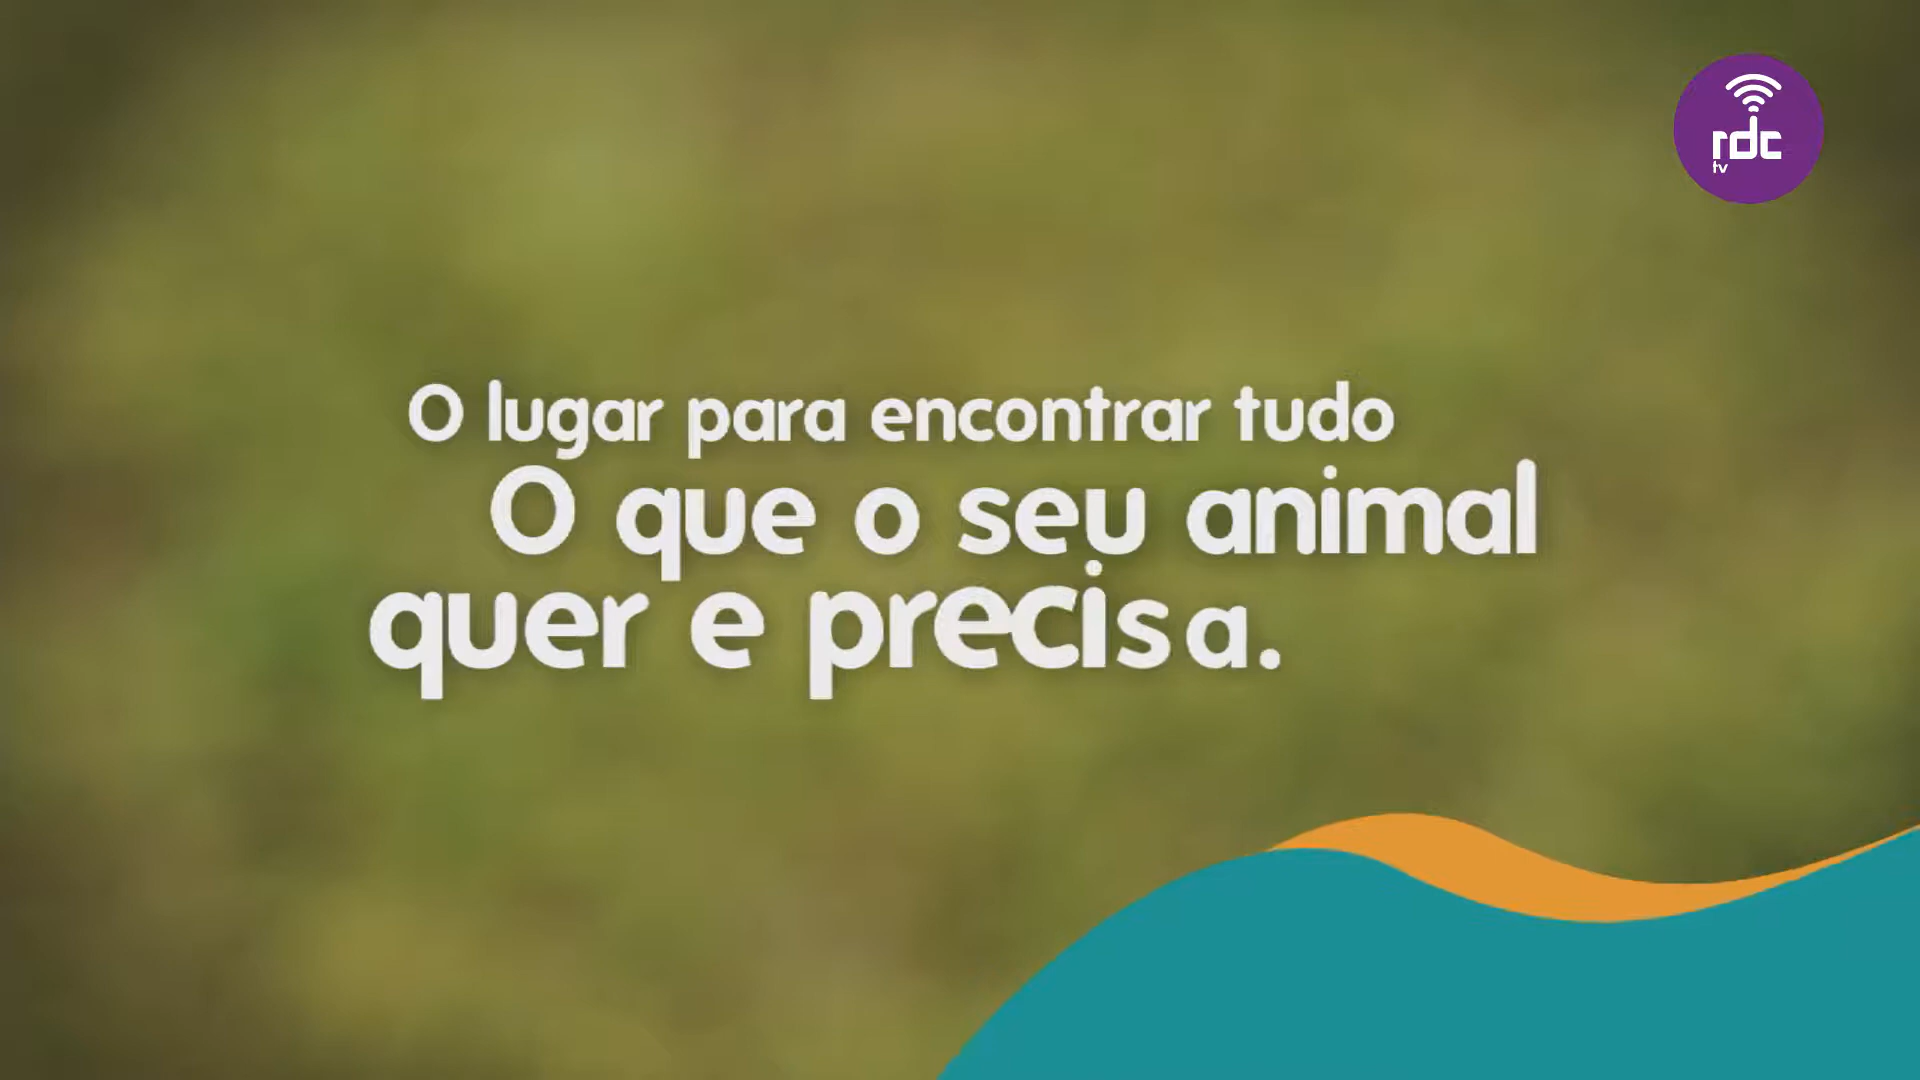 rdc
tv
O lugar para encontrar tudo
O que o seu animal
quer e precisa.